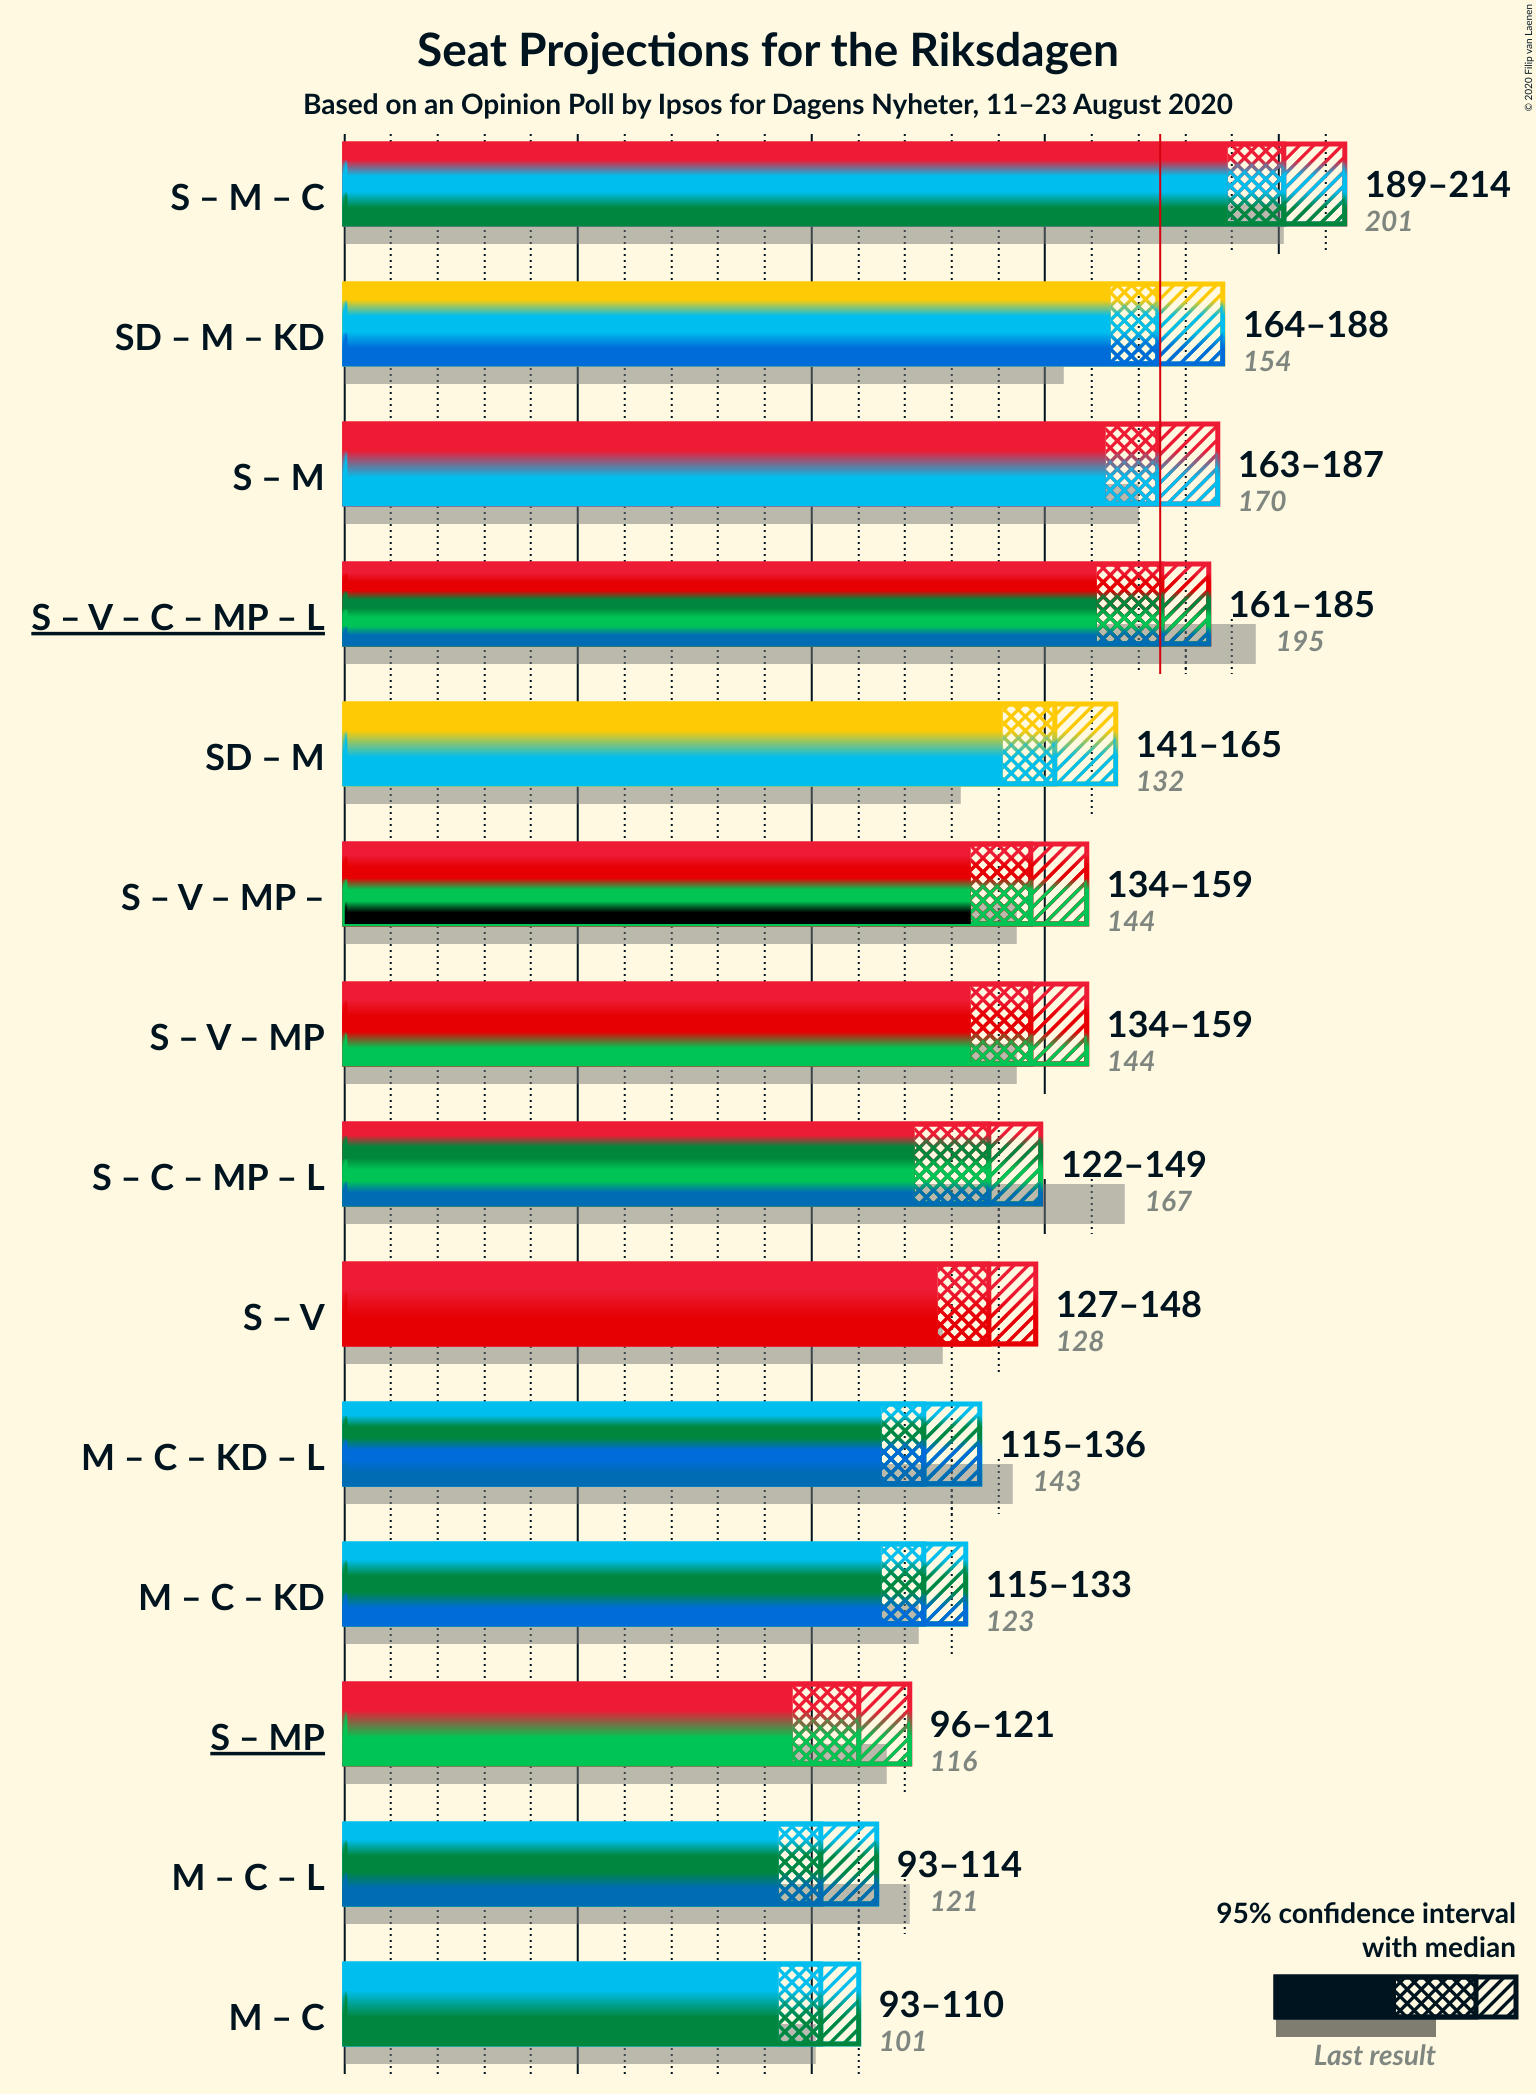 Seat Projections for the Riksdagen
Based on an Opinion Poll by Ipsos for Dagens Nyheter, 11–23 August 2020
© 2020 Filip van Laenen
S – M – C
189–214
201
SD – M – KD
164–188
154
S – M
163–187
170
S – V – C – MP – L
161–185
195
SD – M
141–165
132
S – V – MP –
134–159
144
S – V – MP
134–159
144
S – C – MP – L
122–149
167
S – V
127–148
128
M – C – KD – L
115–136
143
M – C – KD
115–133
123
S – MP
96–121
116
M – C – L
93–114
121
M – C
93–110
101
95% confidence interval
with median
Last result